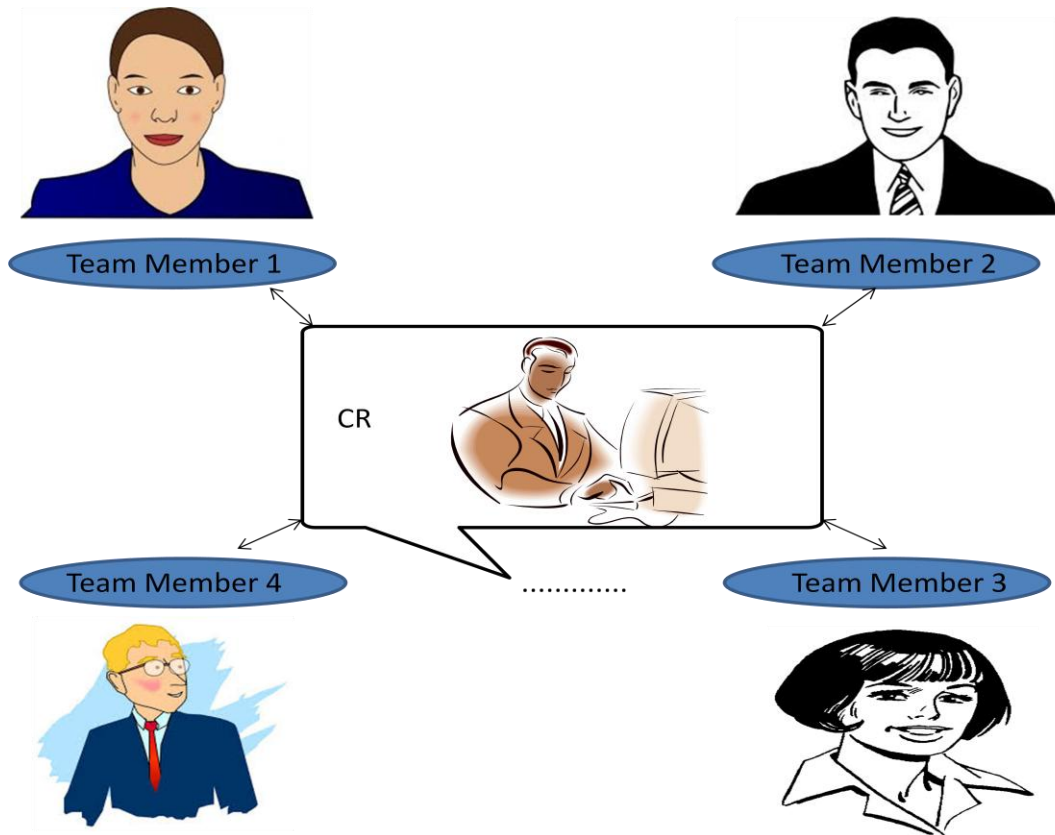 Team Member 1
Team Member 2
CR
Team Member 4
.............
Team Member 3